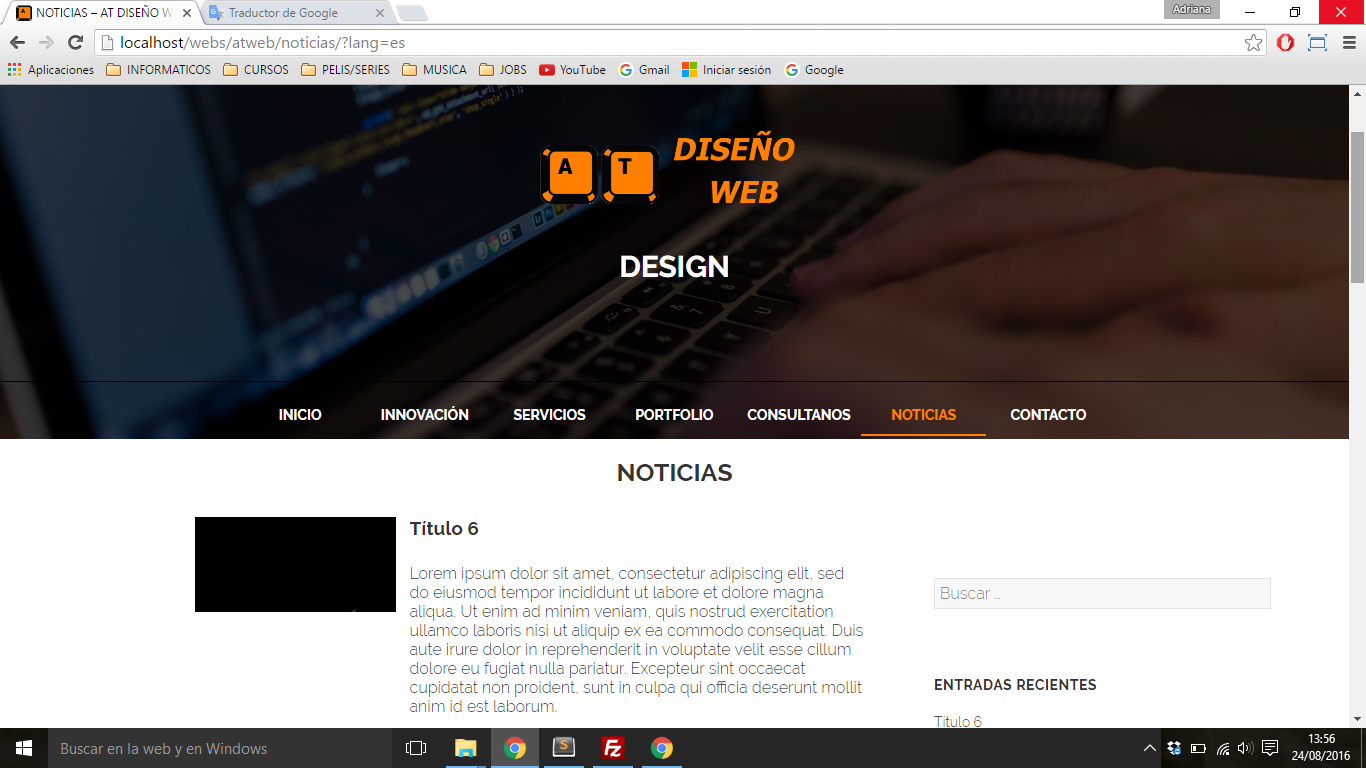 NOTICIAS – AT DISEÑO W
Traductor de Google
Adriana
localhost/webs/atweb/noticias/?lang=es
Aplicaciones
INFORMATICOS
CURSOS
PELIS/SERIES
MUSICA
JOBS
YouTube
Gmail
Iniciar sesión
Google
A T
DISEÑO
WEB
DESIGN
INICIO
INNOVACIÓN
SERVICIOS
PORTFOLIO
CONSULTANOS
NOTICIAS
CONTACTO
NOTICIAS
Título 6
Lorem ipsum dolor sit amet, consectetur adipiscing elit, sed
do eiusmod tempor incididunt ut labore et dolore magna
aliqua. Ut enim ad minim veniam, quis nostrud exercitation
ullamco laboris nisi ut aliquip ex ea commodo consequat. Duis
aute irure dolor in reprehenderit in voluptate velit esse cillum
dolore eu fugiat nulla pariatur. Excepteur sint occaecat
cupidatat non proident, sunt in culpa qui officia deserunt mollit
anim id est laborum.
Buscar ...
ENTRADAS RECIENTES
Título 6
Buscar en la web y en Windows
13:56
24/08/2016